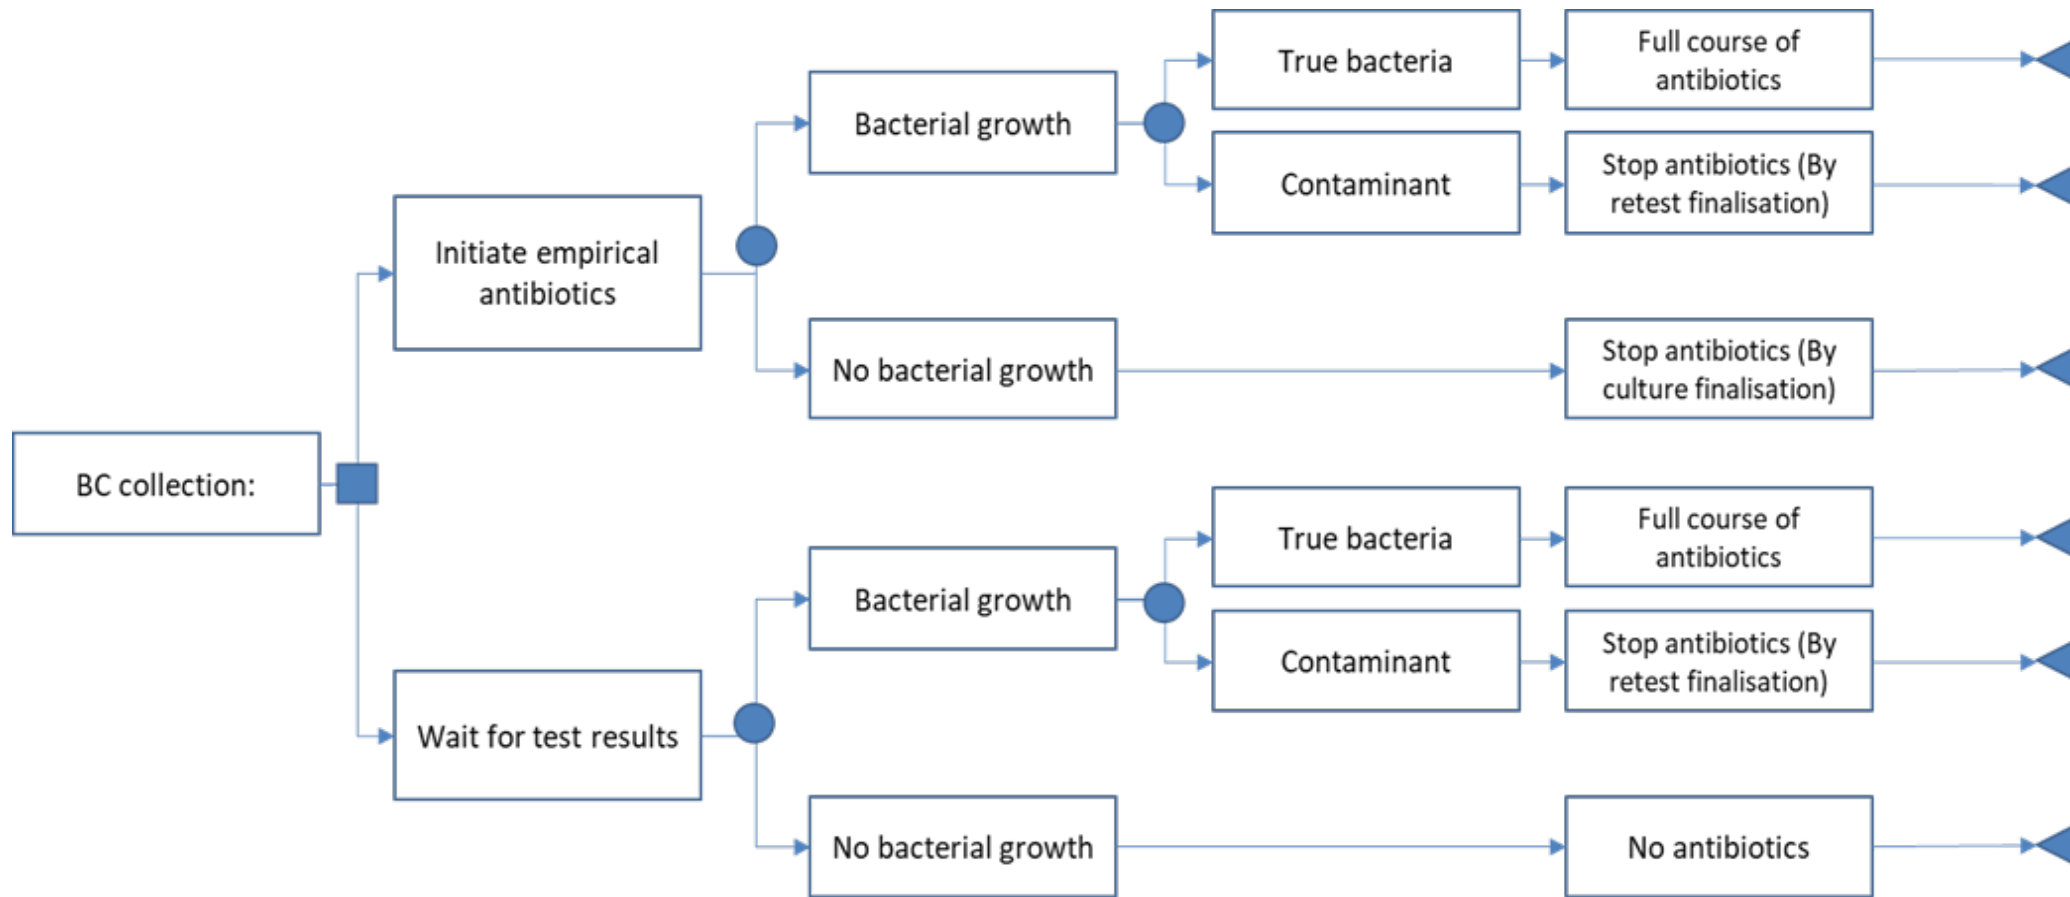 BC collection:
Initiate empirical
antibiotics
Bacterial growth
True bacteria
Full course of
antibiotics
Contaminant
Stop antibiotics (By
retest finalisation)
No bacterial growth
Stop antibiotics (By
culture finalisation)
Wait for test results
Bacterial growth
True bacteria
Full course of
antibiotics
Contaminant
Stop antibiotics (By
retest finalisation)
No bacterial growth
No antibiotics